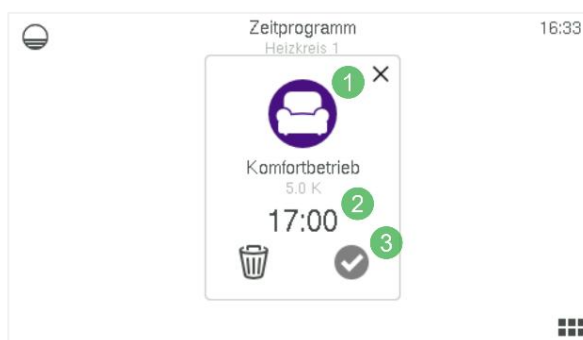 Zeitprogramm
16:33
Heizkreis 1
1
Komfortbetrieb
5.0 K
17:00
2
3